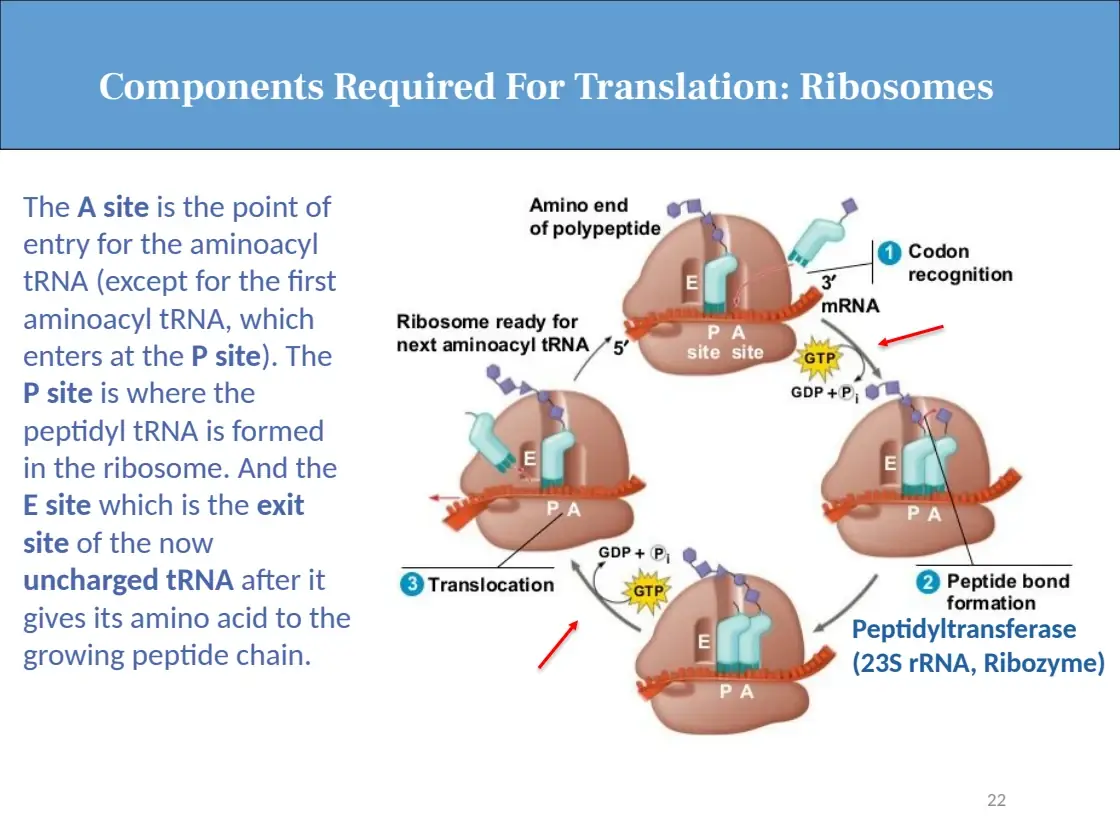 Components Required For Translation: Ribosomes
The A site is the point of
entry for the aminoacyl
tRNA (except for the first
aminoacyl tRNA, which
enters at the P site). The
P site is where the
peptidyl tRNA is formed
in the ribosome. And the
E site which is the exit
site of the now
uncharged tRNA after it
gives its amino acid to the
growing peptide chain.
Amino end
of polypeptide
1 Codon
recognition
E
3′
mRNA
Ribosome ready for
next aminoacyl tRNA
5′
P A
site site
GTP
GDP + Pi
E
P A
E
P A
GDP + Pi
GTP
3 Translocation
2 Peptide bond
formation
Peptidyltransferase
(23S rRNA, Ribozyme)
E
P A
22